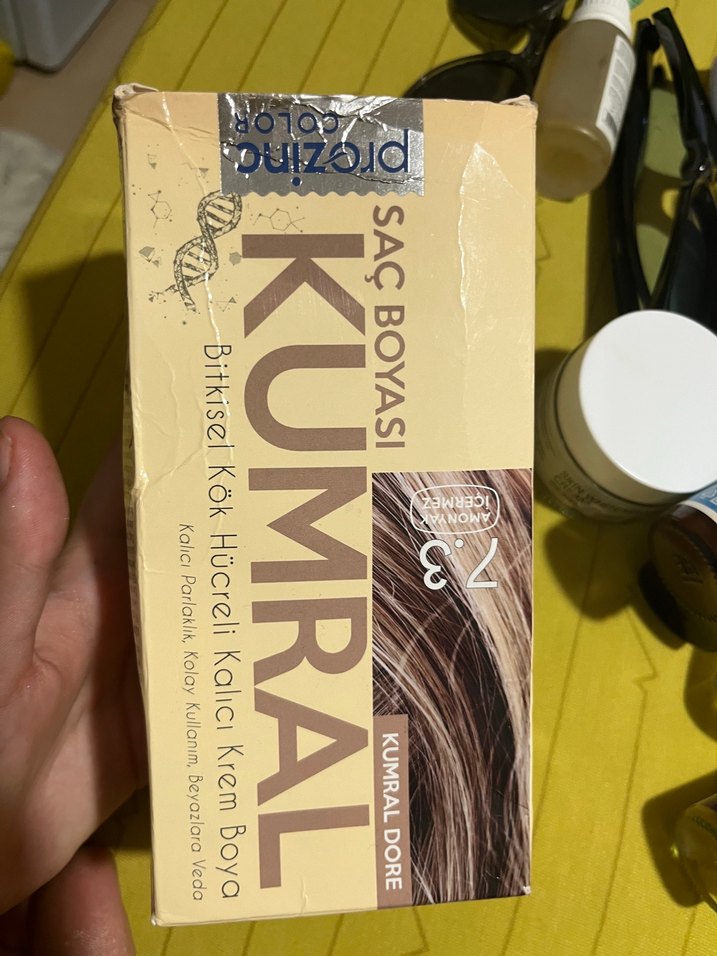 prozinc
COLOR
SAÇ BOYASI
KUMRAL
Bitkisel Kök Hücreli Kalıcı Krem Boya
Kalıcı Parlaklık, Kolay Kullanım, Beyazlara Veda
AMONYAK
İÇERMEZ
7.3
KUMRAL DORE